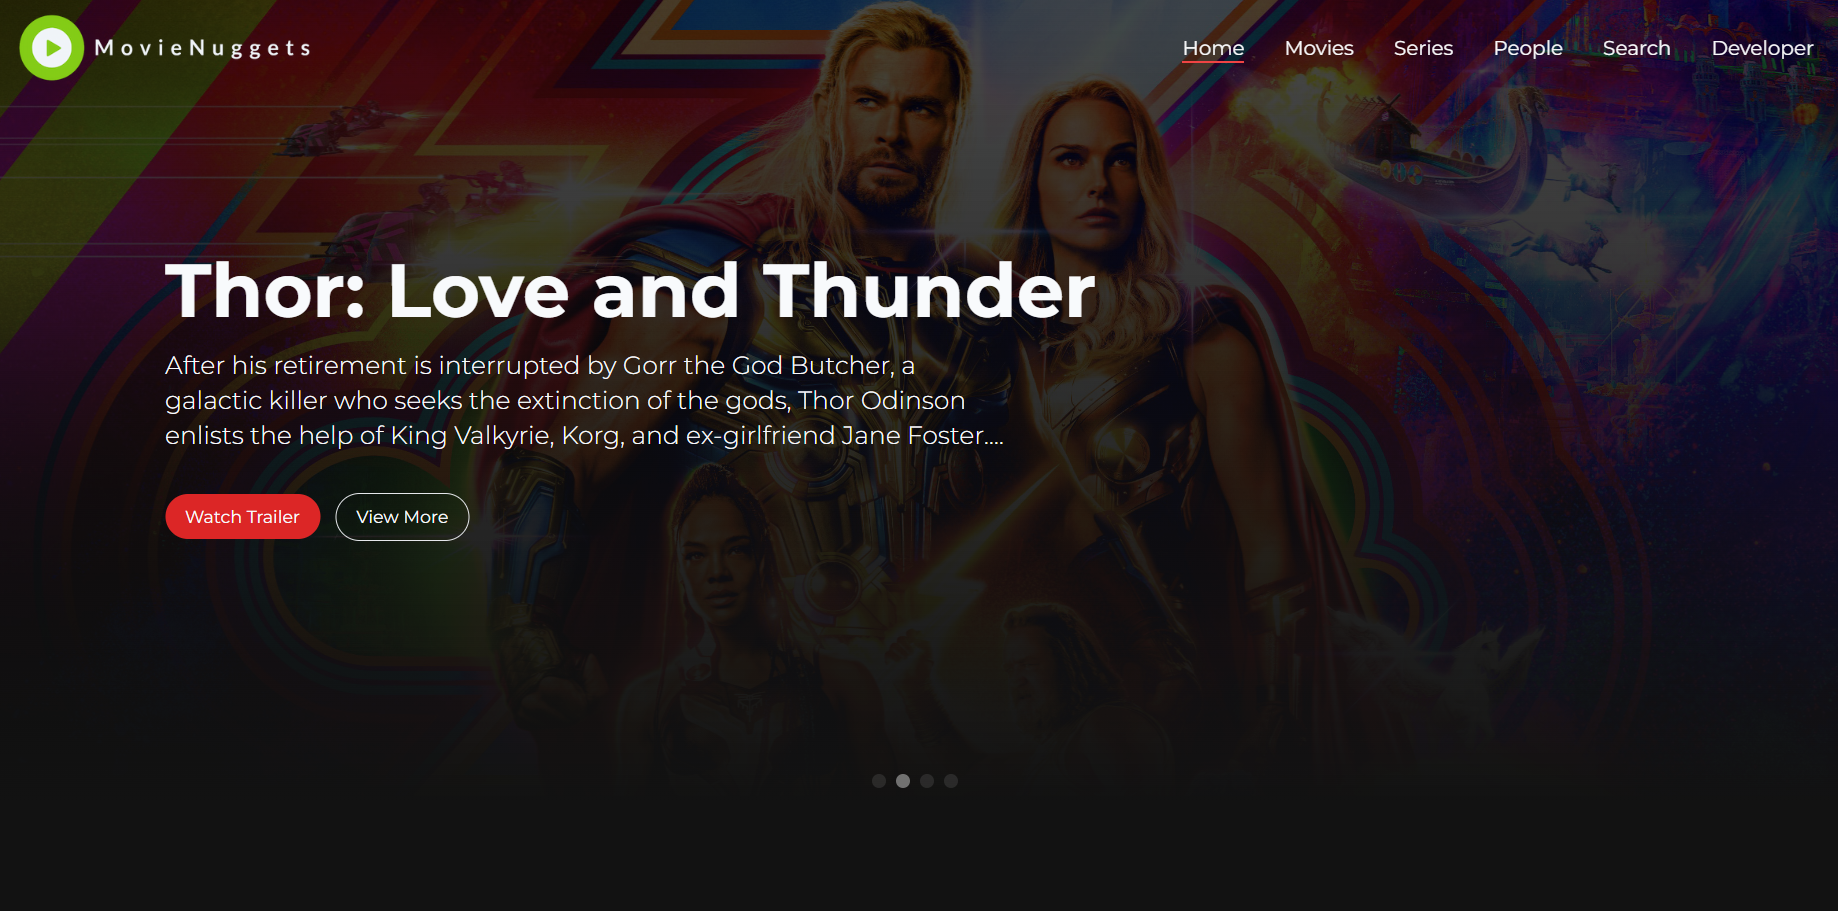 MovieNuggets
Home Movies Series People Search Developer
Thor: Love and Thunder
After his retirement is interrupted by Gorr the God Butcher, a
galactic killer who seeks the extinction of the gods, Thor Odinson
enlists the help of King Valkyrie, Korg, and ex-girlfriend Jane Foster....
Watch Trailer View More